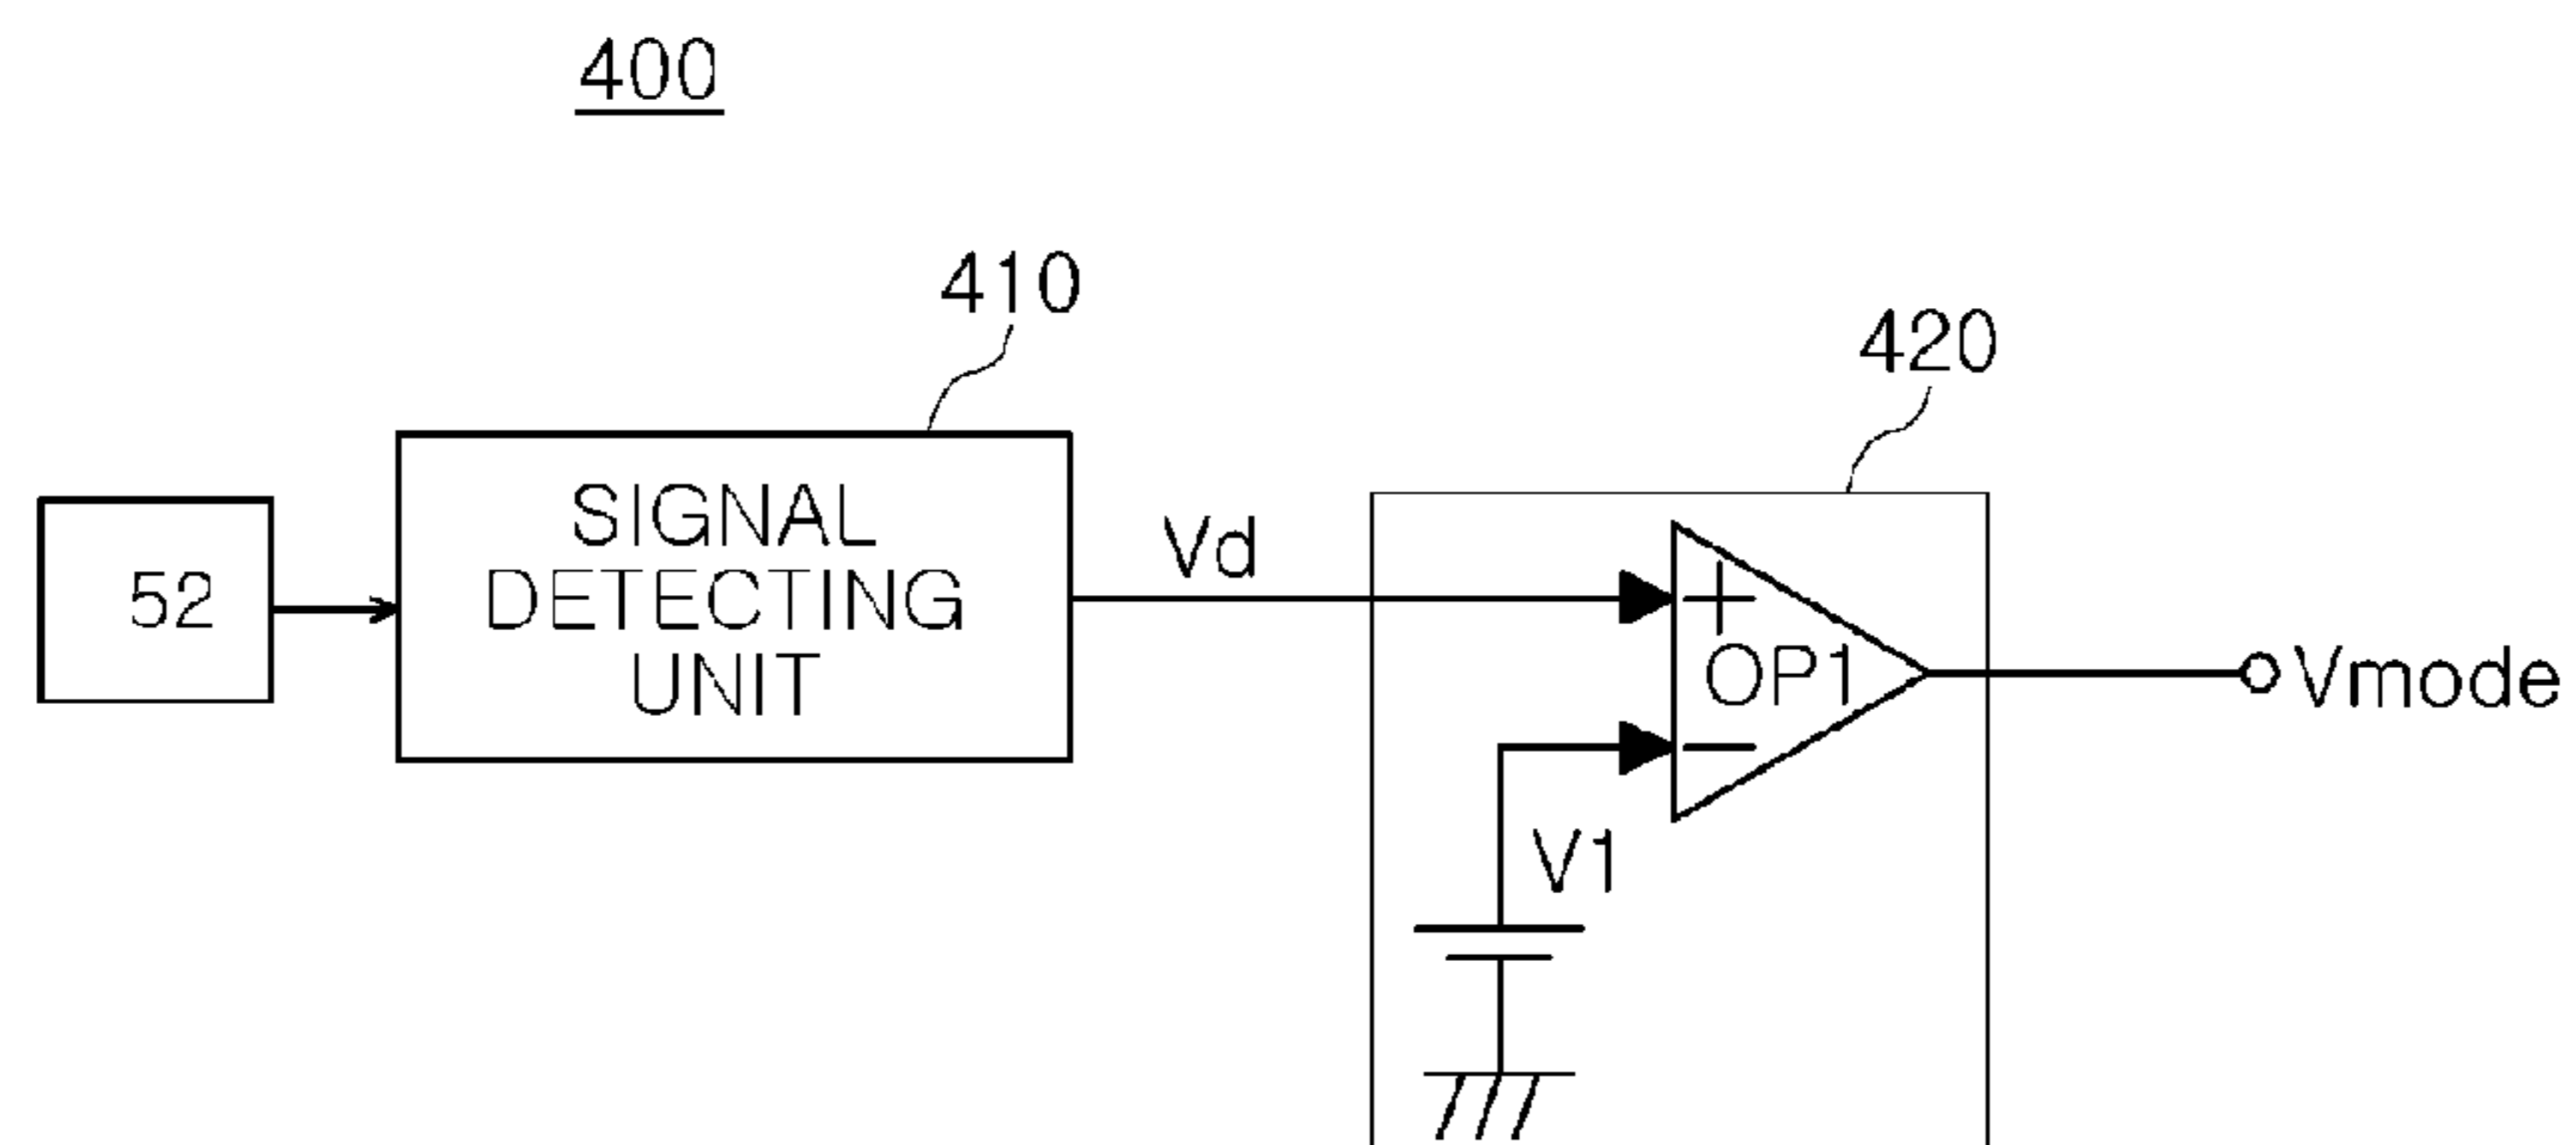 400
410
420
52
SIGNAL
DETECTING
UNIT
Vd
+
OP1
−
V1
Vmode